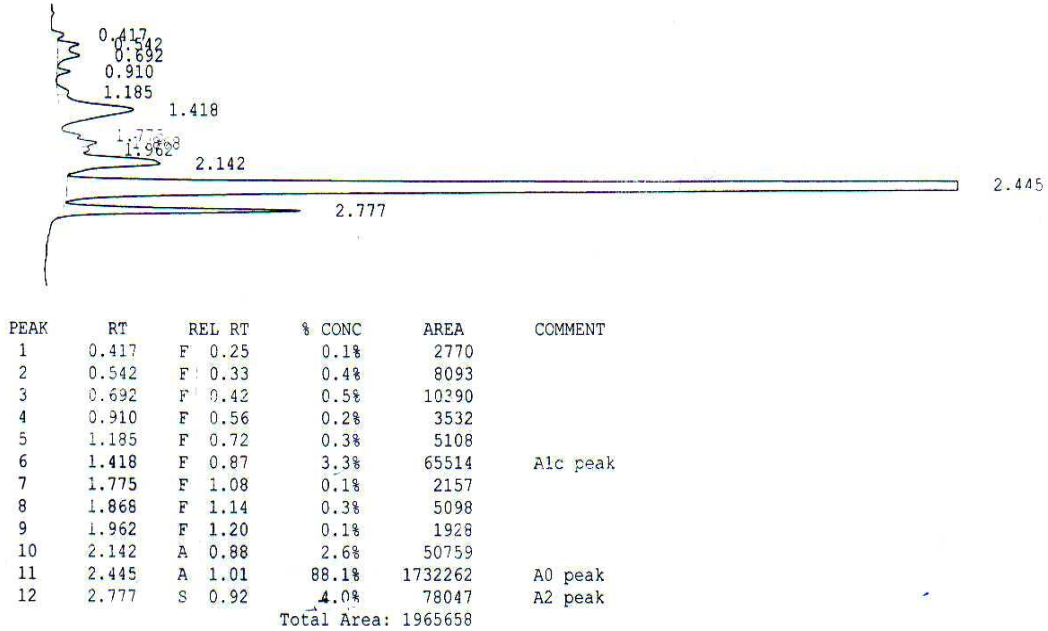 0.417
0.542
0.692
0.910
1.185
1.418
1.775
1.868
1.962
2.142
2.445
2.777
PEAK RT REL RT % CONC AREA COMMENT
1 0.417 F 0.25 0.1% 2770
2 0.542 F 0.33 0.4% 8093
3 0.692 F 0.42 0.5% 10390
4 0.910 F 0.56 0.2% 3532
5 1.185 F 0.72 0.3% 5108
6 1.418 F 0.87 3.3% 65514 A1c peak
7 1.775 F 1.08 0.1% 2157
8 1.868 F 1.14 0.3% 5098
9 1.962 F 1.20 0.1% 1928
10 2.142 A 0.88 2.6% 50759
11 2.445 A 1.01 88.1% 1732262 A0 peak
12 2.777 S 0.92 4.0% 78047 A2 peak
Total Area: 1965658